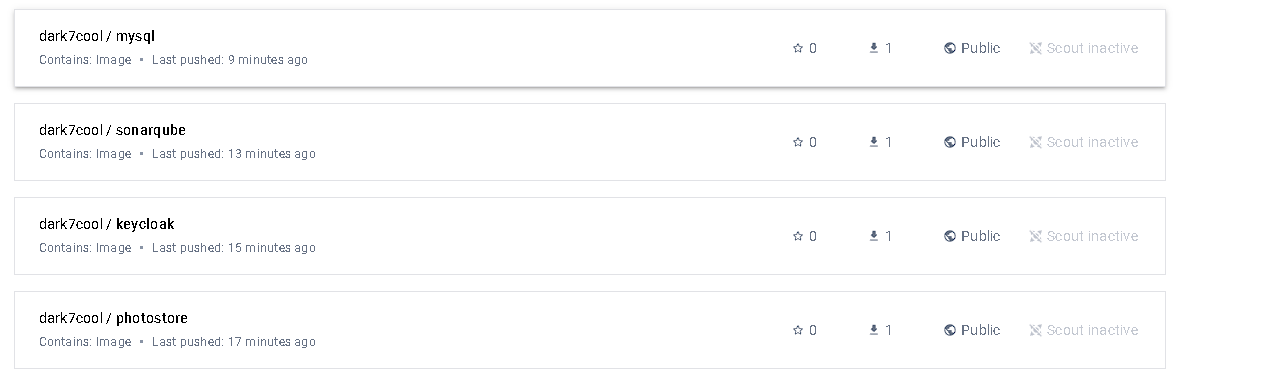 dark7cool / mysql
Contains: Image • Last pushed: 9 minutes ago
0 1 Public Scout inactive
dark7cool / sonarqube
Contains: Image • Last pushed: 13 minutes ago
0 1 Public Scout inactive
dark7cool / keycloak
Contains: Image • Last pushed: 15 minutes ago
0 1 Public Scout inactive
dark7cool / photostore
Contains: Image • Last pushed: 17 minutes ago
0 1 Public Scout inactive